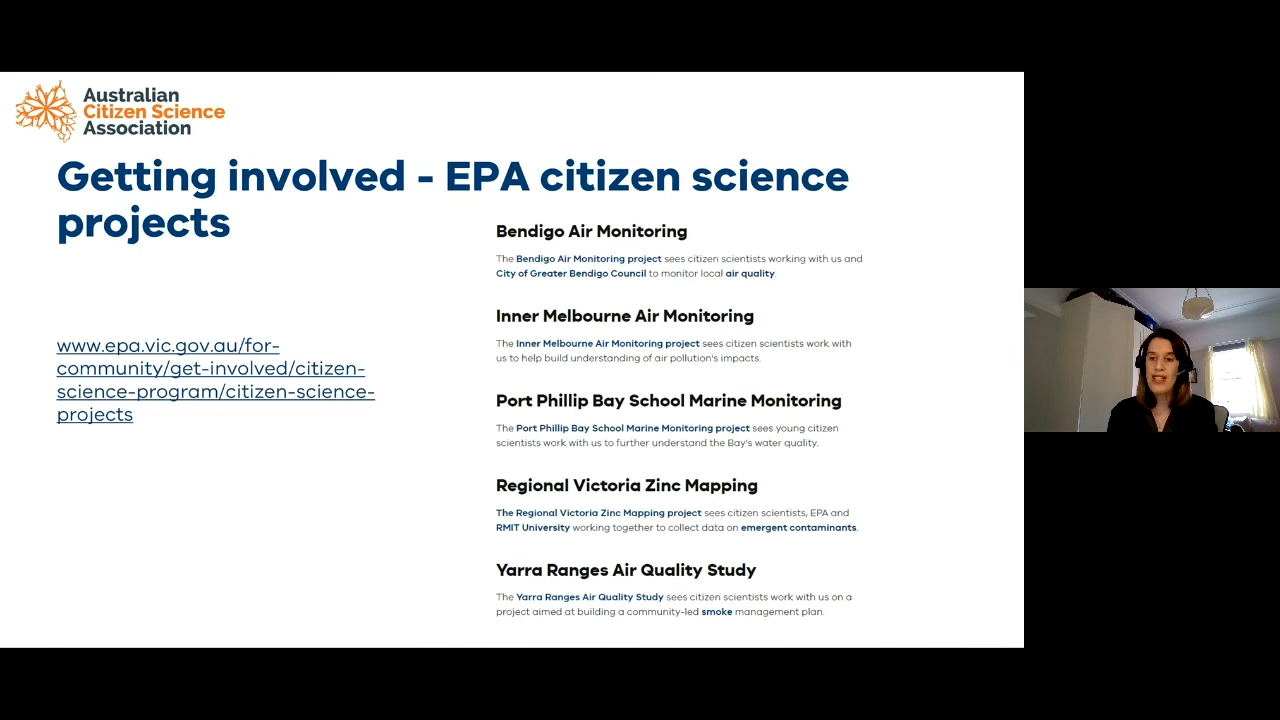 Australian
Citizen Science
Association
Getting involved - EPA citizen science
projects
www.epa.vic.gov.au/for-
community/get-involved/citizen-
science-program/citizen-science-
projects
Bendigo Air Monitoring
The Bendigo Air Monitoring project sees citizen scientists working with us and
City of Greater Bendigo Council to monitor local air quality.
Inner Melbourne Air Monitoring
The Inner Melbourne Air Monitoring project sees citizen scientists work with
us to help build understanding of air pollution's impacts.
Port Phillip Bay School Marine Monitoring
The Port Phillip Bay School Marine Monitoring project sees young citizen
scientists work with us to further understand the Bay's water quality.
Regional Victoria Zinc Mapping
The Regional Victoria Zinc Mapping project sees citizen scientists, EPA and
RMIT University working together to collect data on emergent contaminants.
Yarra Ranges Air Quality Study
The Yarra Ranges Air Quality Study sees citizen scientists work with us on a
project aimed at building a community-led smoke management plan.